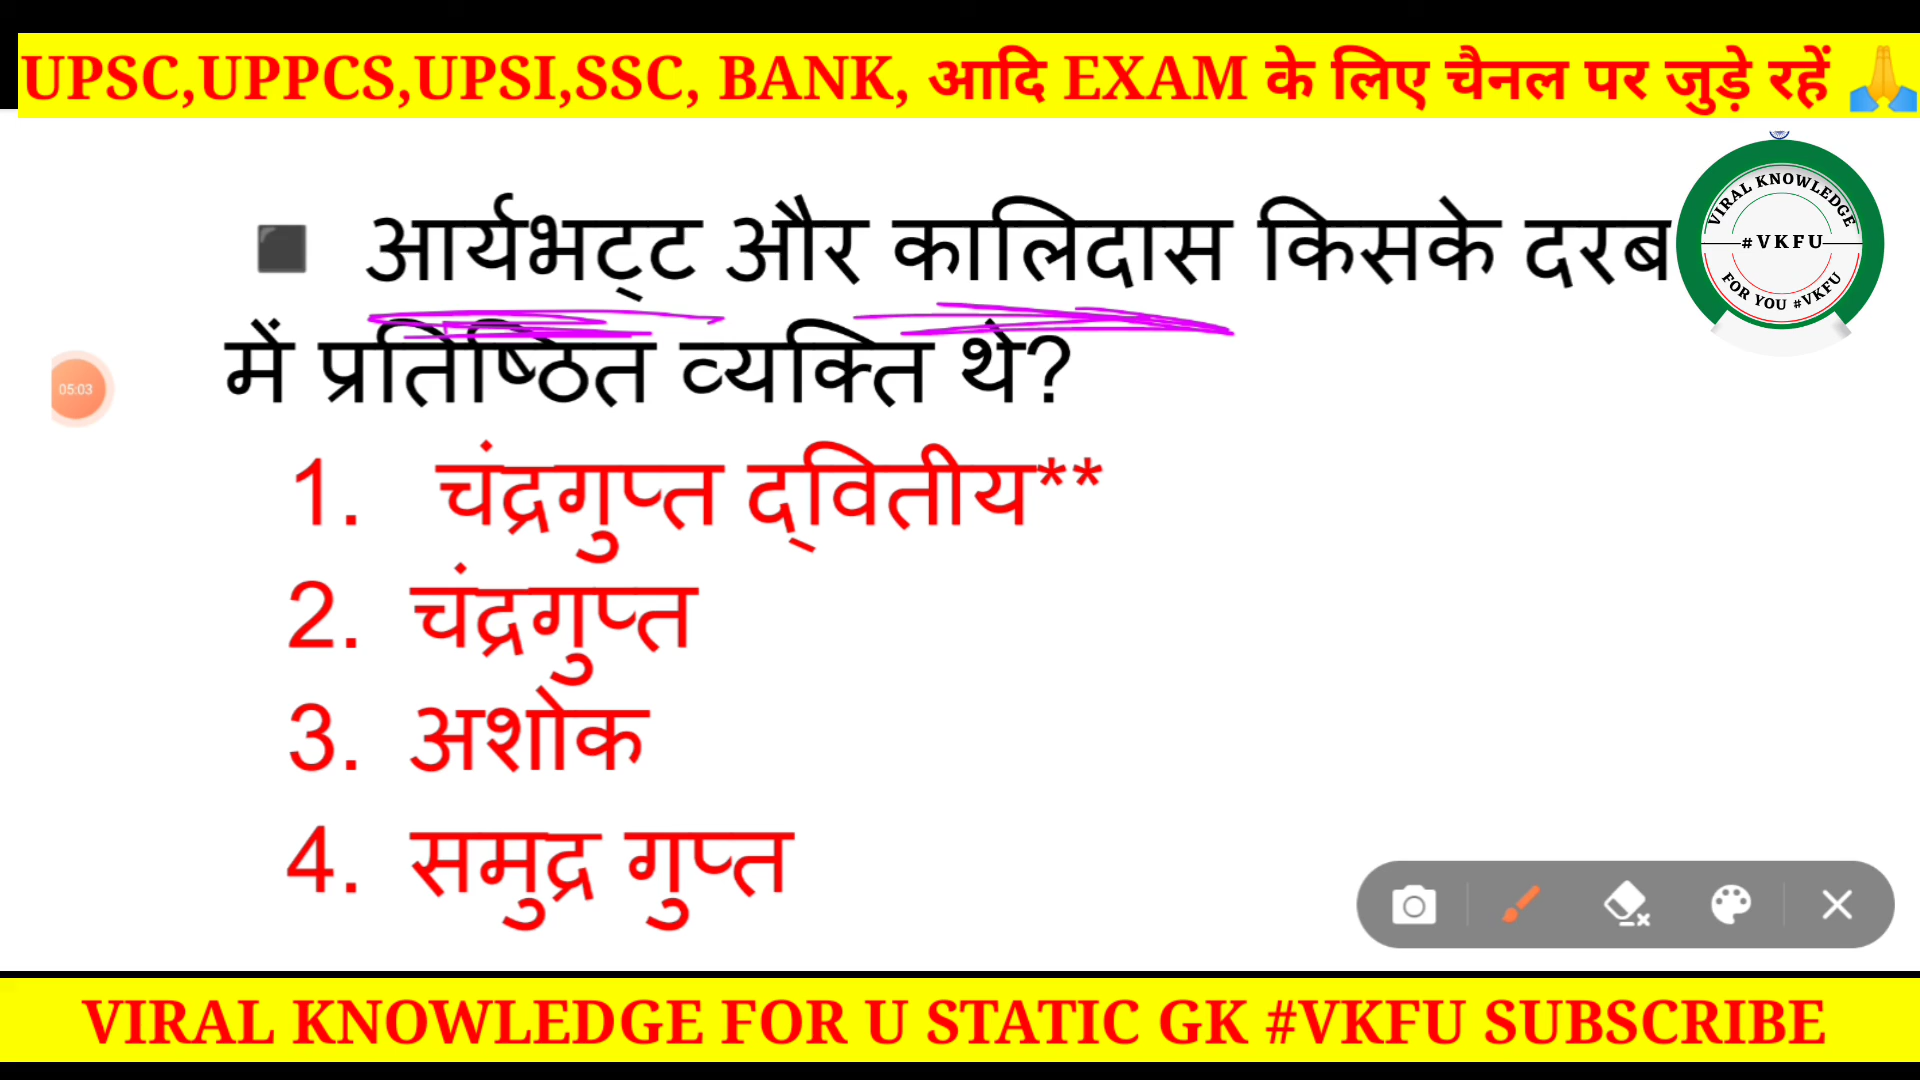 UPSC,UPPCS,UPSI,SSC, BANK, आदि EXAM के लिए चैनल पर जुड़े रहें 🙏
VIRAL KNOWLEDGE
#VKFU
FOR YOU #VKFU
◾ आर्यभट्ट और कालिदास किसके दरब
में प्रतिष्ठित व्यक्ति थे?
05:03
1. चंद्रगुप्त द्वितीय**
2. चंद्रगुप्त
3. अशोक
4. समुद्र गुप्त
VIRAL KNOWLEDGE FOR U STATIC GK #VKFU SUBSCRIBE